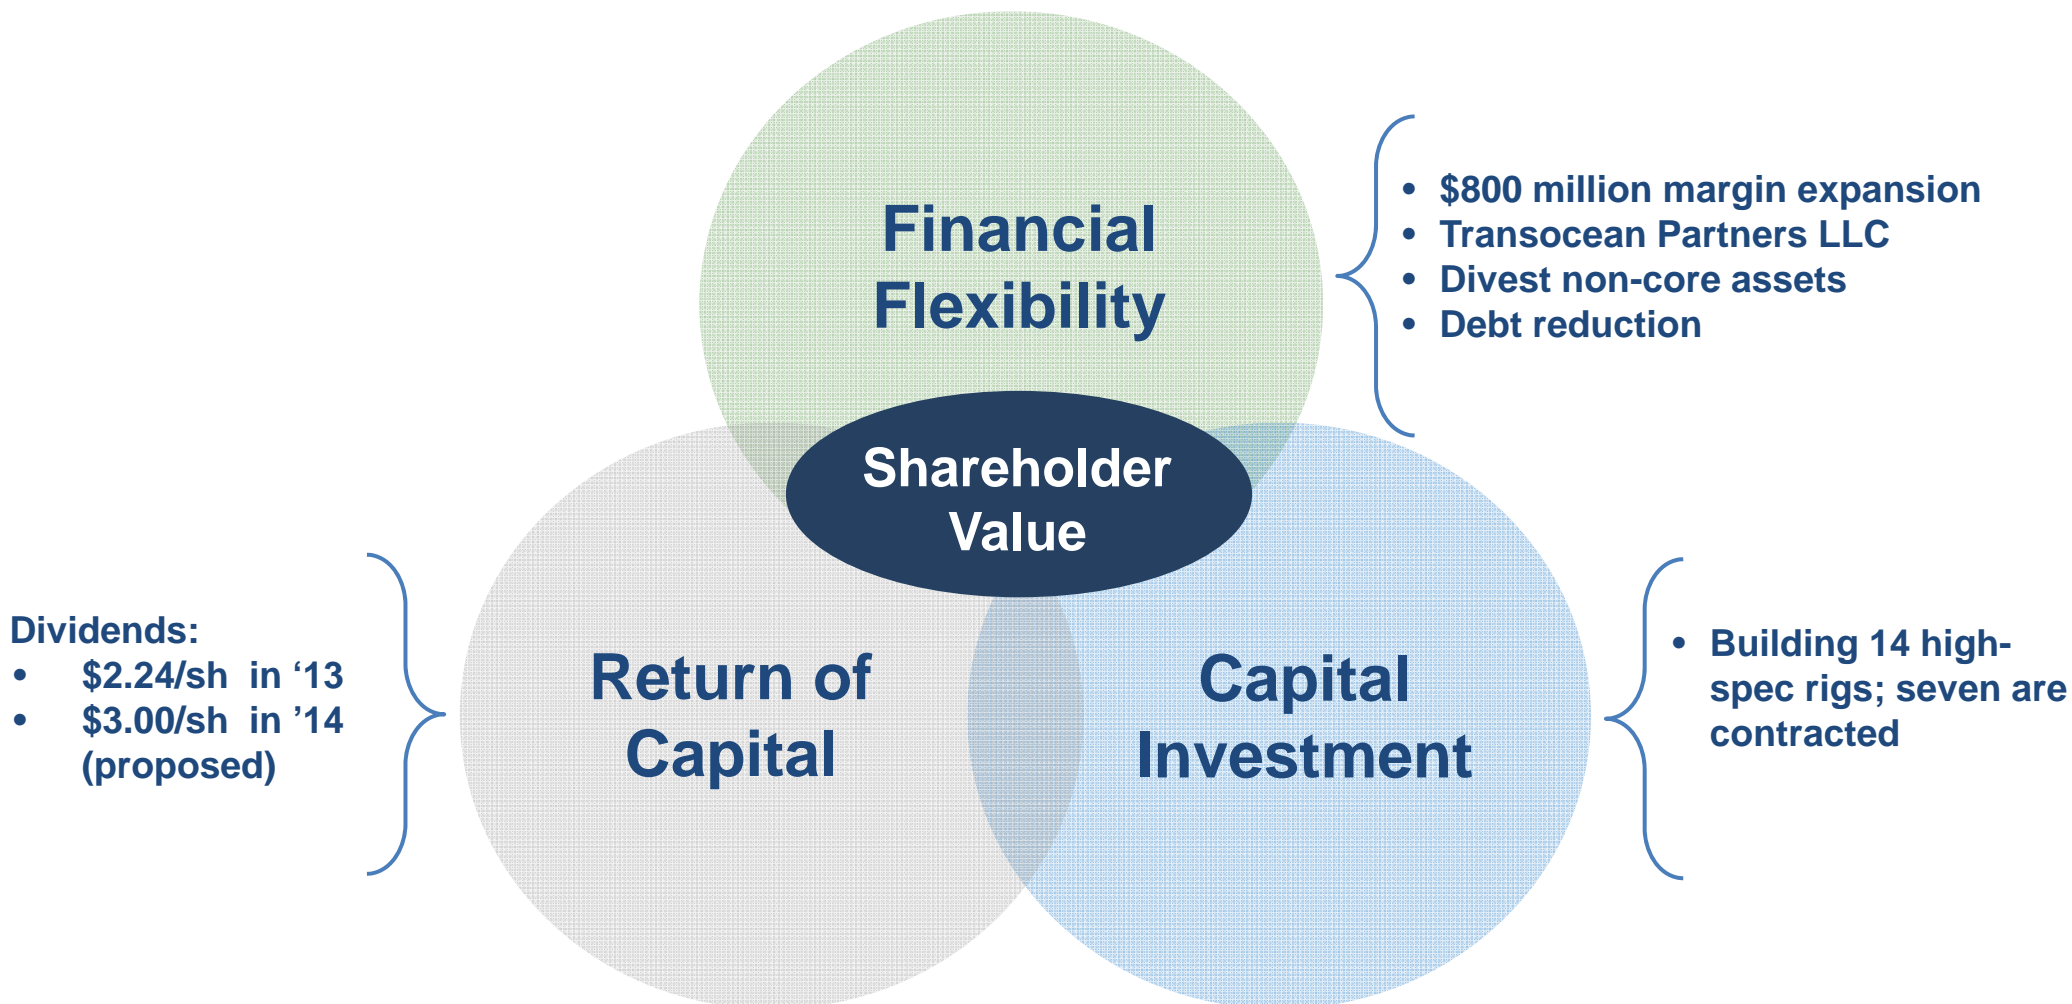 Financial
Flexibility
• $800 million margin expansion
• Transocean Partners LLC
• Divest non-core assets
• Debt reduction
Shareholder
Value
Dividends:
• $2.24/sh in ‘13
• $3.00/sh in ’14
(proposed)
Return of
Capital
Capital
Investment
• Building 14 high-
spec rigs; seven are
contracted